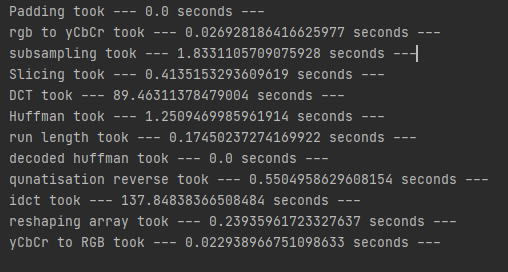 Padding took --- 0.0 seconds ---
rgb to yCbCr took --- 0.026928186416625977 seconds ---
subsampling took --- 1.8331105709075928 seconds ---
Slicing took --- 0.4135153293609619 seconds ---
DCT took --- 89.46311378479004 seconds ---
Huffman took --- 1.2509469985961914 seconds ---
run length took --- 0.17450237274169922 seconds ---
decoded huffman took --- 0.0 seconds ---
qunatisation reverse took --- 0.5504958629608154 seconds ---
idct took --- 137.84838366508484 seconds ---
reshaping array took --- 0.23935961723327637 seconds ---
yCbCr to RGB took --- 0.022938966751098633 seconds ---